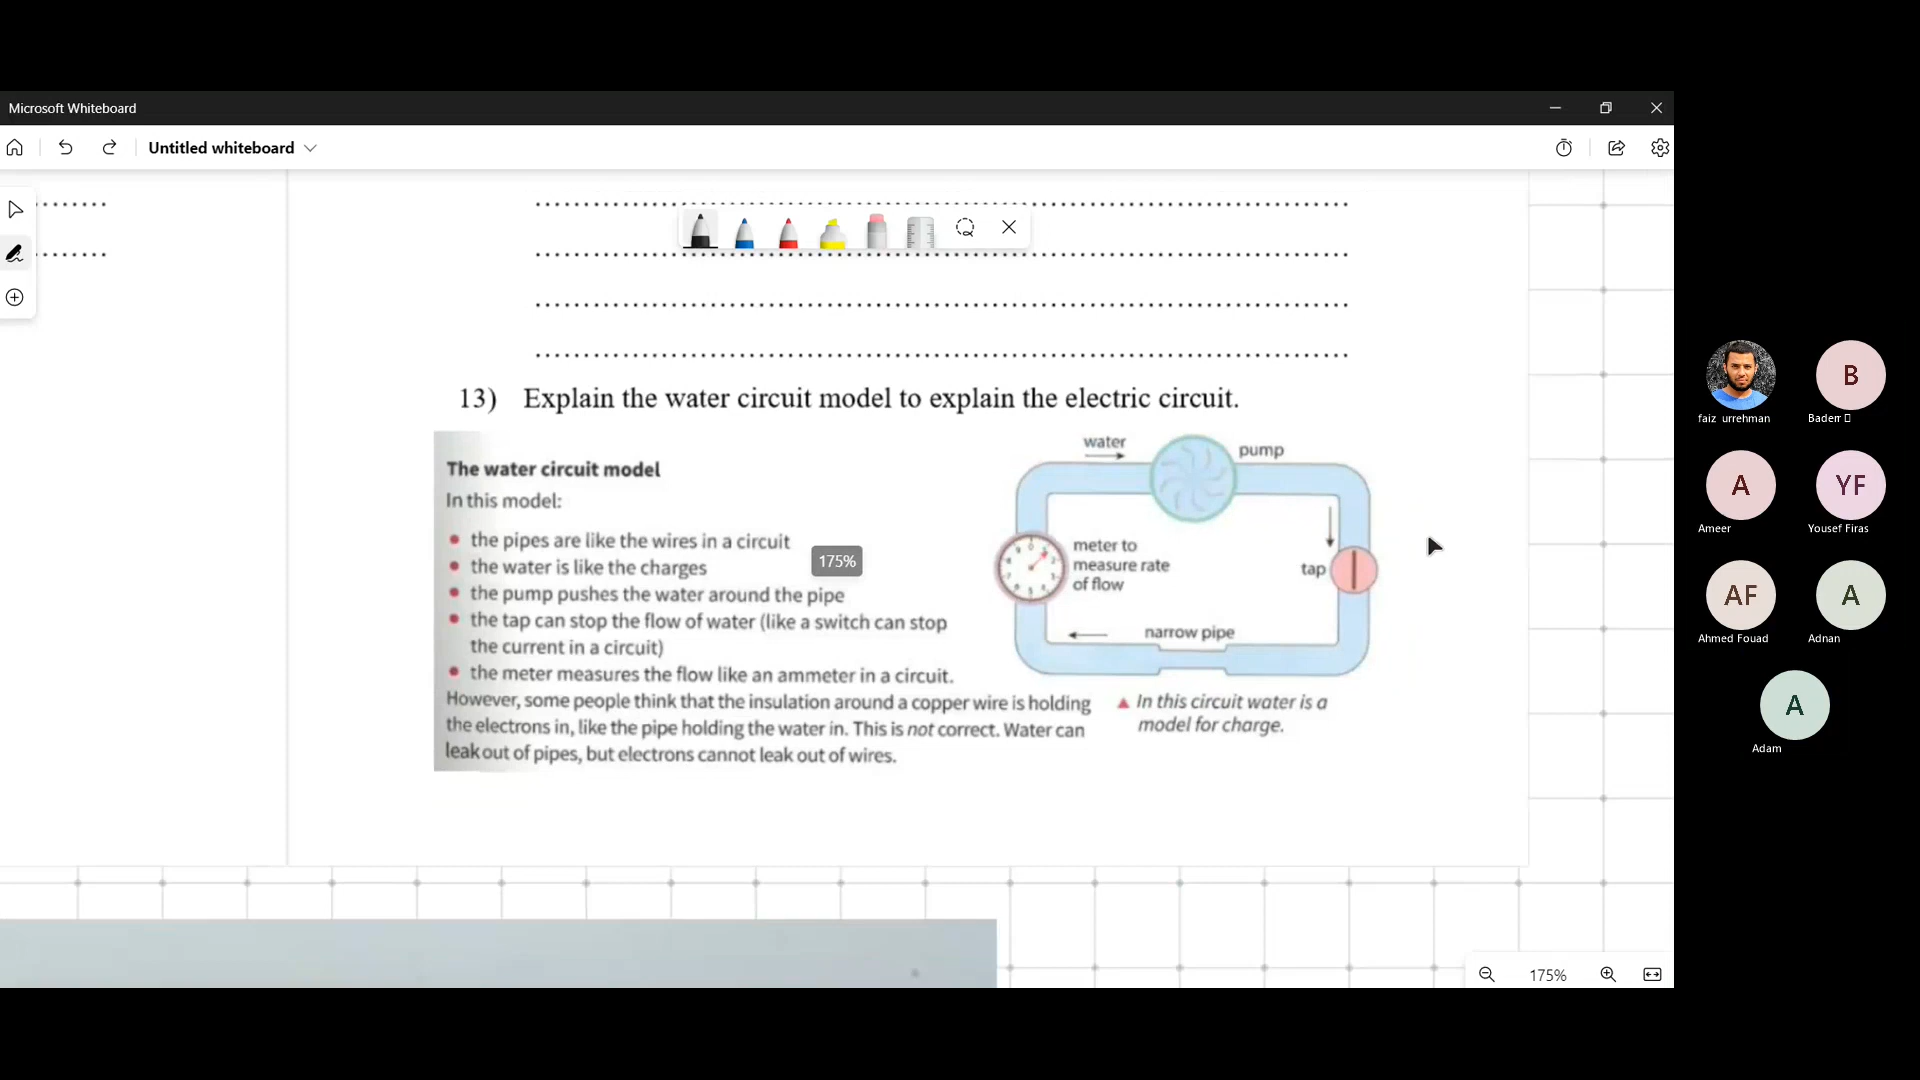 Microsoft Whiteboard
Untitled whiteboard
13) Explain the water circuit model to explain the electric circuit.
The water circuit model
In this model:
the pipes are like the wires in a circuit
the water is like the charges
the pump pushes the water around the pipe
the tap can stop the flow of water (like a switch can stop
the current in a circuit)
the meter measures the flow like an ammeter in a circuit.
However, some people think that the insulation around a copper wire is holding
the electrons in, like the pipe holding the water in. This is not correct. Water can
leak out of pipes, but electrons cannot leak out of wires.
175%
water
pump
meter to
measure rate
of flow
tap
narrow pipe
In this circuit water is a
model for charge.
175%
faiz urrehman
B
Baderr
A
Ameer
YF
Yousef Firas
AF
Ahmed Fouad
A
Adnan
A
Adam